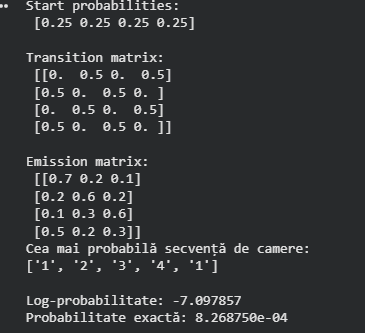 Start probabilities:
[0.25 0.25 0.25 0.25]
Transition matrix:
[[0.  0.5 0.  0.5]
[0.5 0.  0.5 0. ]
[0.  0.5 0.  0.5]
[0.5 0.  0.5 0. ]]
Emission matrix:
[[0.7 0.2 0.1]
[0.2 0.6 0.2]
[0.1 0.3 0.6]
[0.5 0.2 0.3]]
Cea mai probabilă secvență de camere:
['1', '2', '3', '4', '1']
Log-probabilitate: -7.097857
Probabilitate exactă: 8.268750e-04